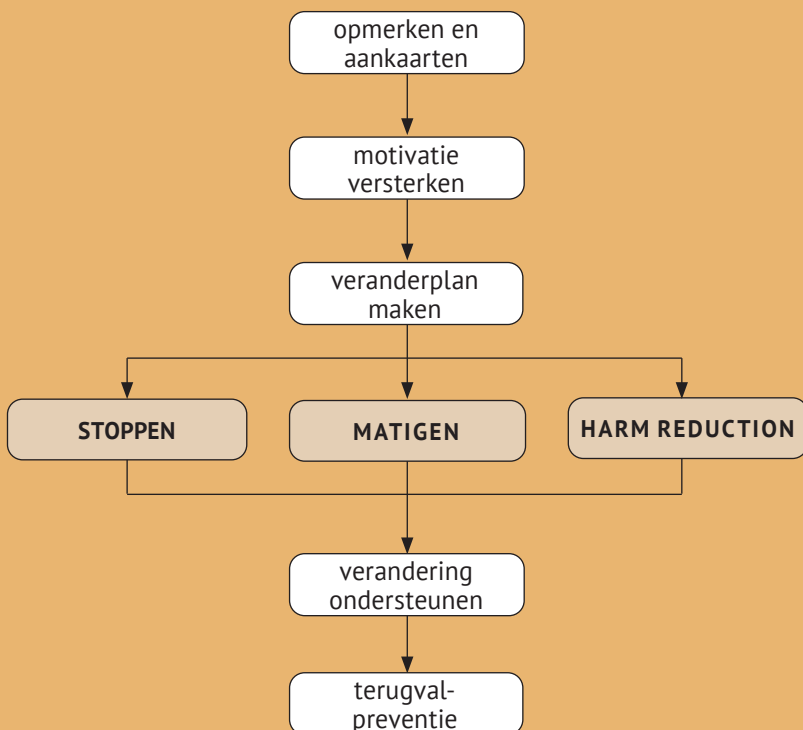 opmerken en
aankaarten
motivatie
versterken
veranderplan
maken
STOPPEN
MATIGEN
HARM REDUCTION
verandering
ondersteunen
terugval-
preventie